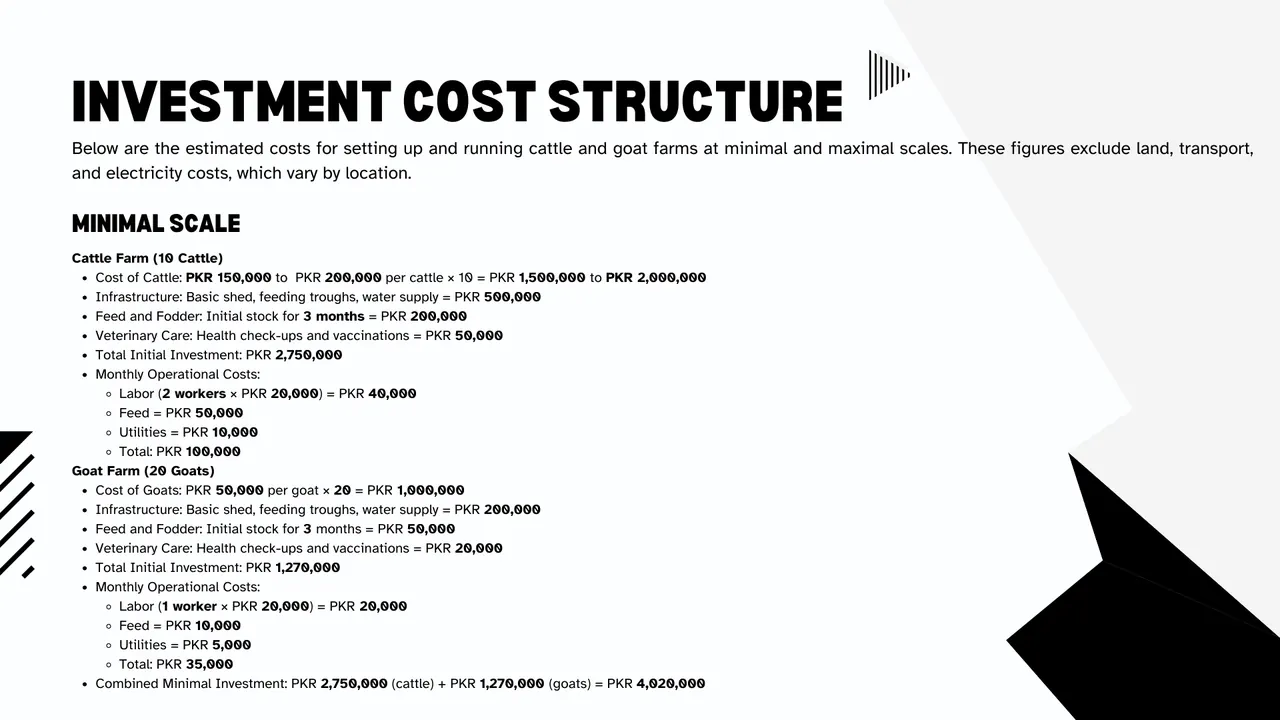 INVESTMENT COST STRUCTURE
Below are the estimated costs for setting up and running cattle and goat farms at minimal and maximal scales. These figures exclude land, transport,
and electricity costs, which vary by location.
MINIMAL SCALE
Cattle Farm (10 Cattle)
• Cost of Cattle: PKR 150,000 to  PKR 200,000 per cattle × 10 = PKR 1,500,000 to PKR 2,000,000
• Infrastructure: Basic shed, feeding troughs, water supply = PKR 500,000
• Feed and Fodder: Initial stock for 3 months = PKR 200,000
• Veterinary Care: Health check-ups and vaccinations = PKR 50,000
• Total Initial Investment: PKR 2,750,000
• Monthly Operational Costs:
◦ Labor (2 workers × PKR 20,000) = PKR 40,000
◦ Feed = PKR 50,000
◦ Utilities = PKR 10,000
◦ Total: PKR 100,000
Goat Farm (20 Goats)
• Cost of Goats: PKR 50,000 per goat × 20 = PKR 1,000,000
• Infrastructure: Basic shed, feeding troughs, water supply = PKR 200,000
• Feed and Fodder: Initial stock for 3 months = PKR 50,000
• Veterinary Care: Health check-ups and vaccinations = PKR 20,000
• Total Initial Investment: PKR 1,270,000
• Monthly Operational Costs:
◦ Labor (1 worker × PKR 20,000) = PKR 20,000
◦ Feed = PKR 10,000
◦ Utilities = PKR 5,000
◦ Total: PKR 35,000
• Combined Minimal Investment: PKR 2,750,000 (cattle) + PKR 1,270,000 (goats) = PKR 4,020,000